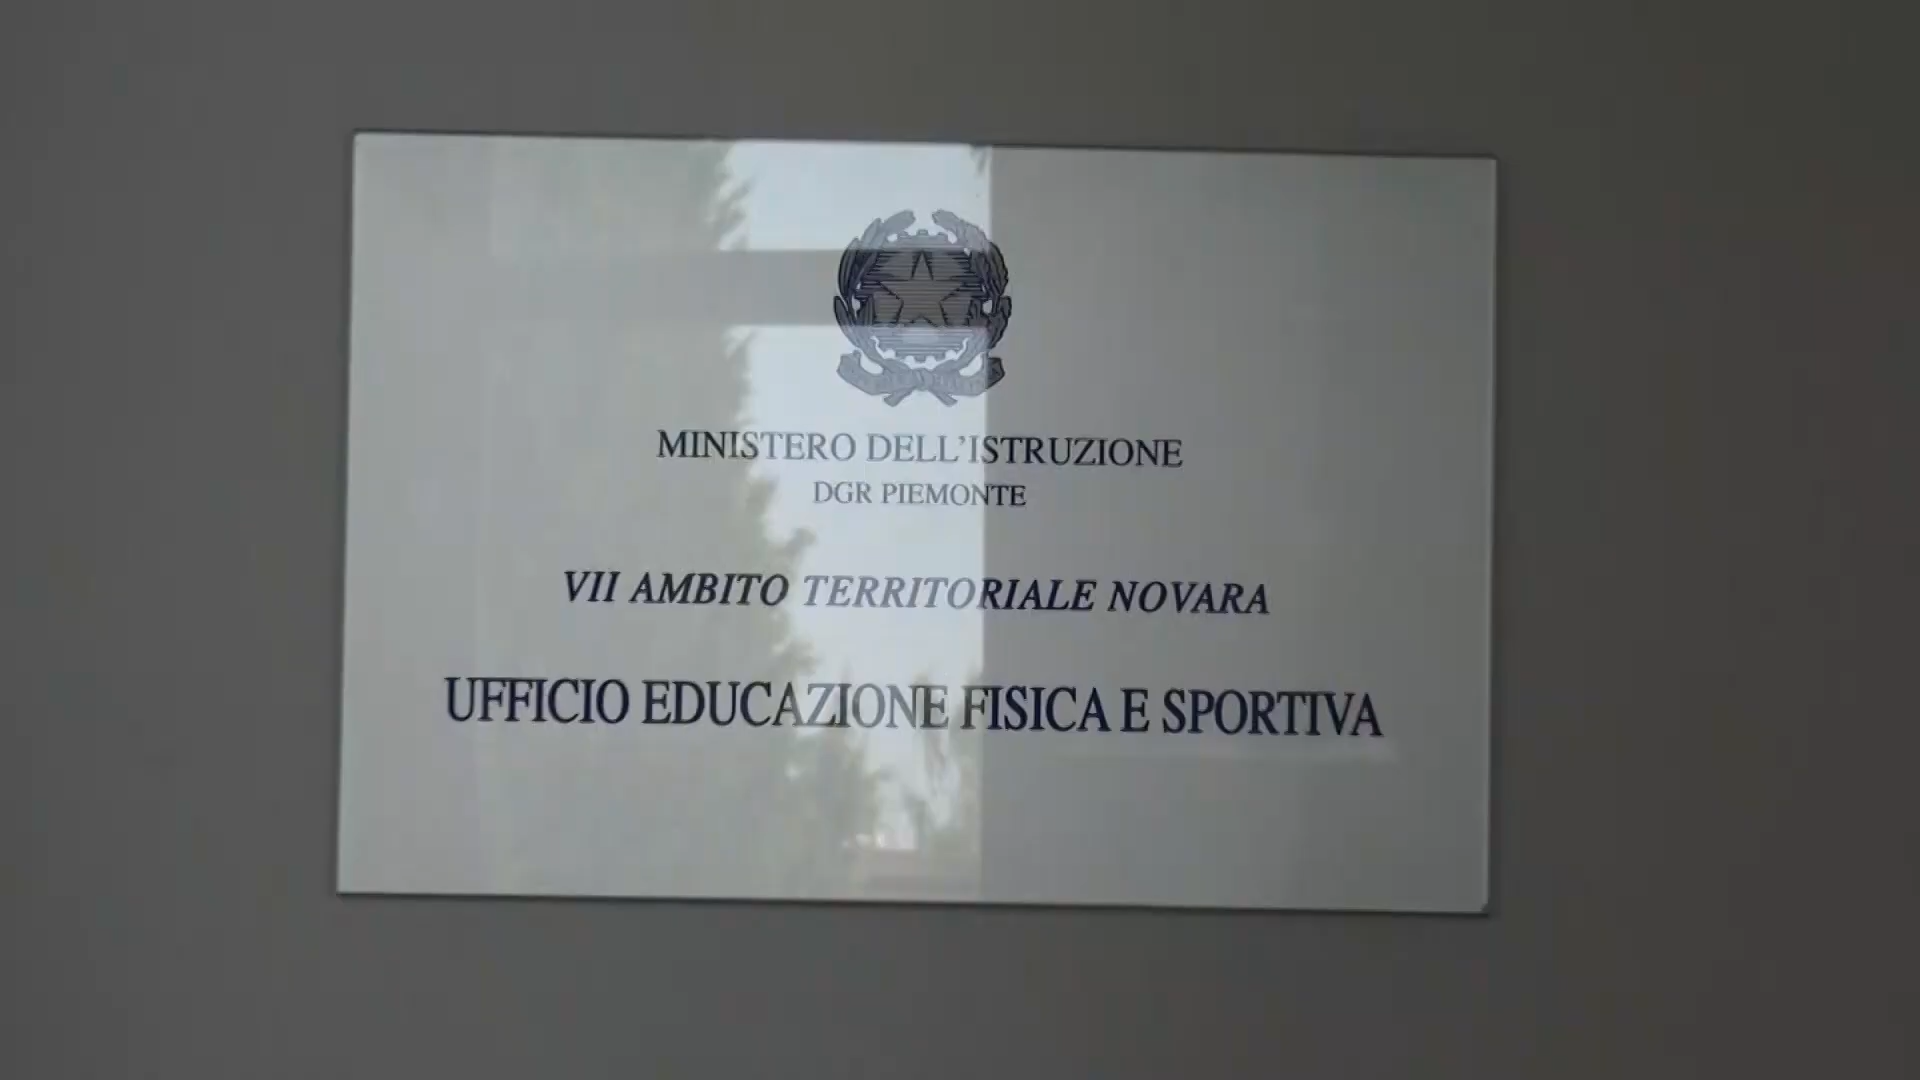 MINISTERO DELL'ISTRUZIONE
DGR PIEMONTE
VII AMBITO TERRITORIALE NOVARA
UFFICIO EDUCAZIONE FISICA E SPORTIVA